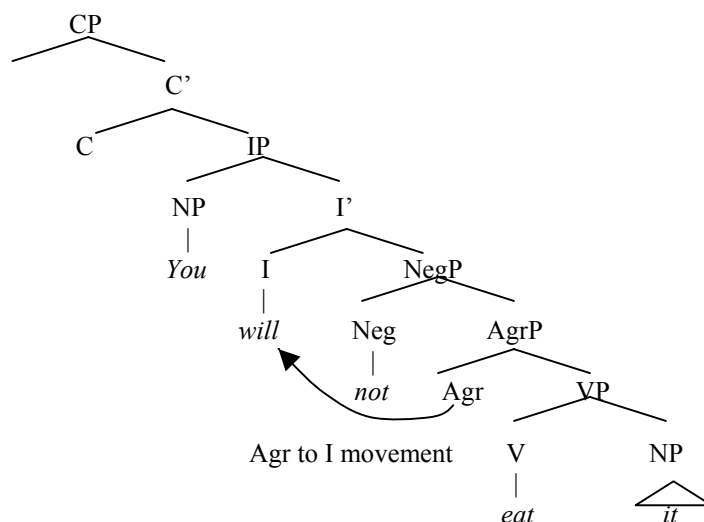 CP
C’
C IP
NP I’
You I NegP
will Neg AgrP
not Agr VP
Agr to I movement V NP
eat it